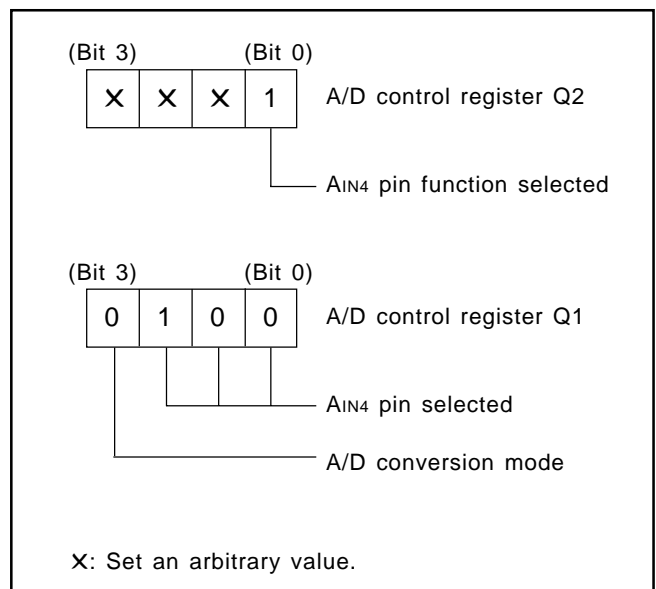 (Bit 3) (Bit 0)
✕ ✕ ✕ 1 A/D control register Q2
AIN4 pin function selected
(Bit 3) (Bit 0)
0 1 0 0 A/D control register Q1
AIN4 pin selected
A/D conversion mode
✕: Set an arbitrary value.